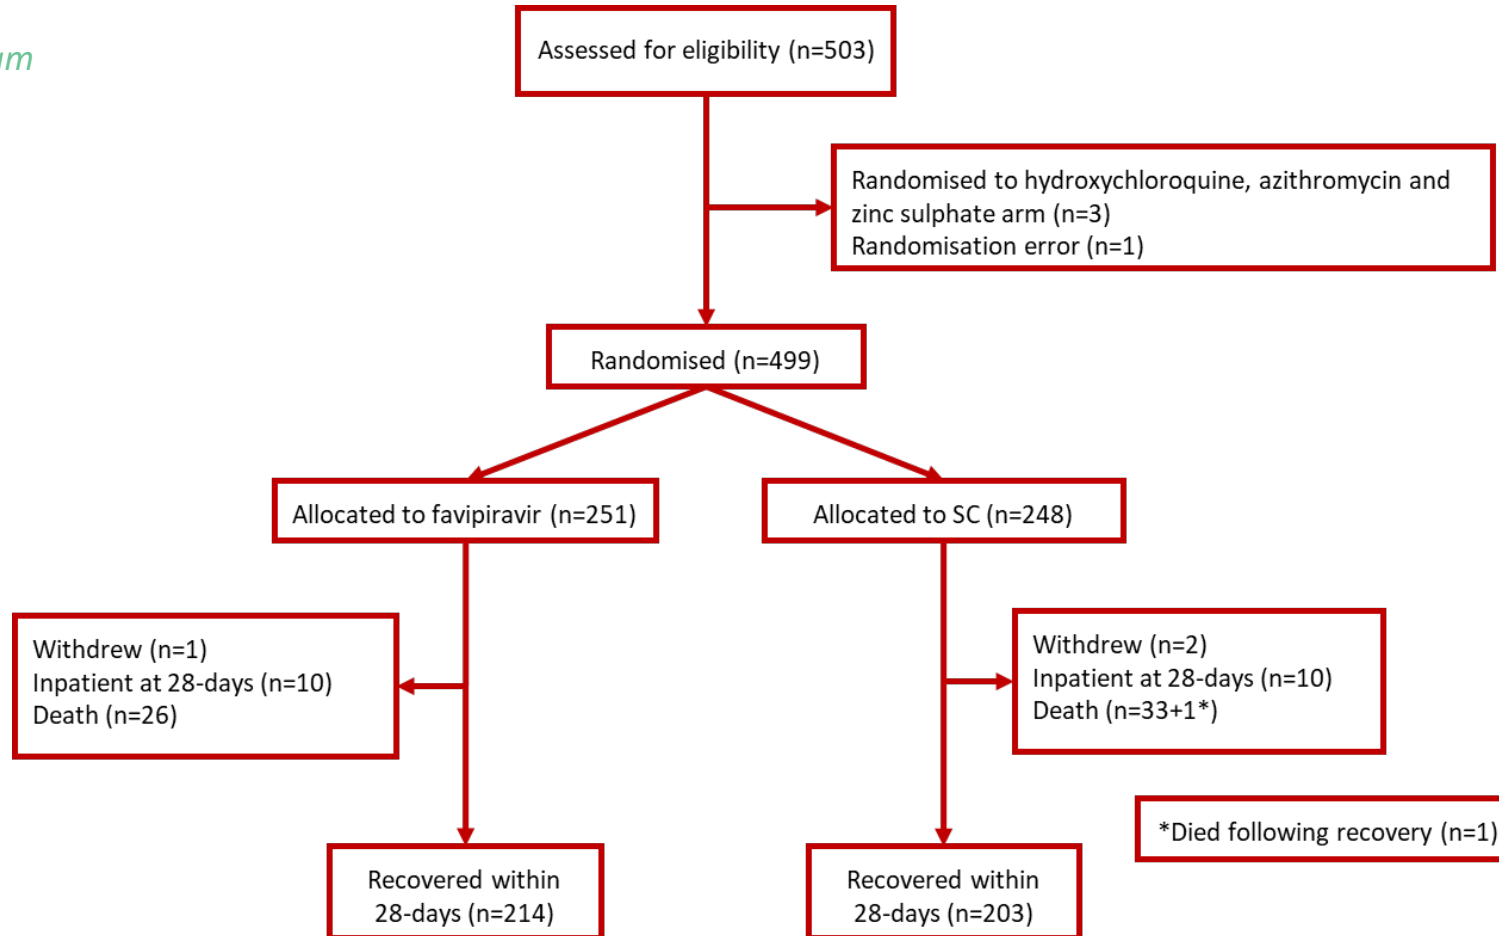 Assessed for eligibility (n=503)
Randomised to hydroxychloroquine, azithromycin and
zinc sulphate arm (n=3)
Randomisation error (n=1)
Randomised (n=499)
Allocated to favipiravir (n=251)
Allocated to SC (n=248)
Withdrew (n=1)
Inpatient at 28-days (n=10)
Death (n=26)
Withdrew (n=2)
Inpatient at 28-days (n=10)
Death (n=33+1*)
*Died following recovery (n=1)
Recovered within
28-days (n=214)
Recovered within
28-days (n=203)